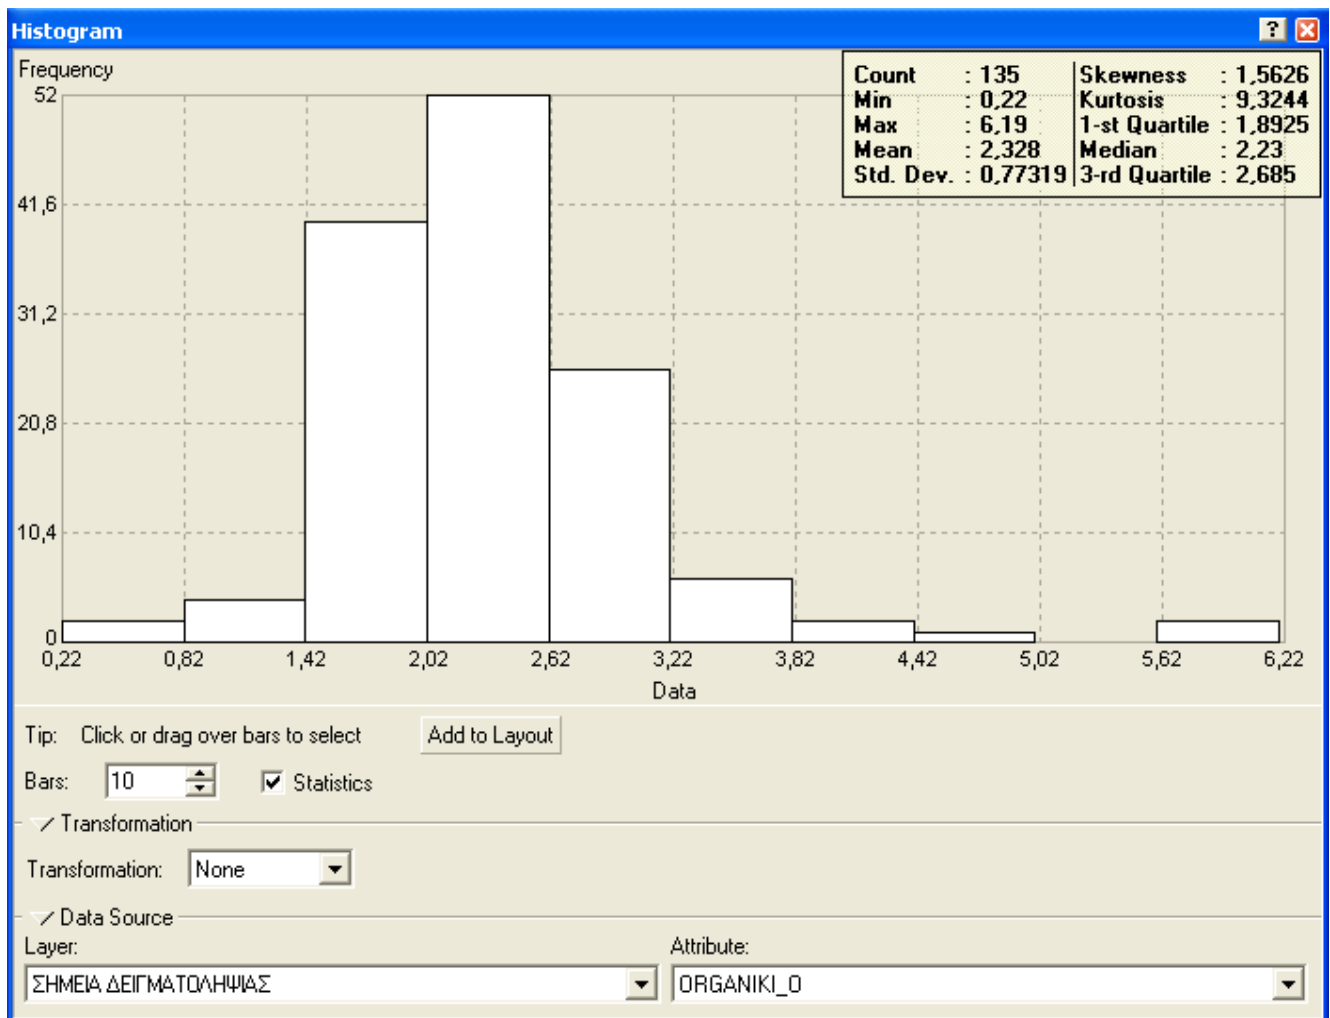 Histogram
Frequency
Count : 135 Skewness : 1,5626
Min : 0,22 Kurtosis : 9,3244
Max : 6,19 1-st Quartile : 1,8925
Mean : 2,328 Median : 2,23
Std. Dev. : 0,77319 3-rd Quartile : 2,685
52
41,6
31,2
20,8
10,4
0
0,22 0,82 1,42 2,02 2,62 3,22 3,82 4,42 5,02 5,62 6,22
Data
Tip: Click or drag over bars to select Add to Layout
Bars: 10 Statistics
Transformation
Transformation: None
Data Source
Layer: Attribute:
ΣΗΜΕΙΑ ΔΕΙΓΜΑΤΟΛΗΨΙΑΣ ORGANIKI_O